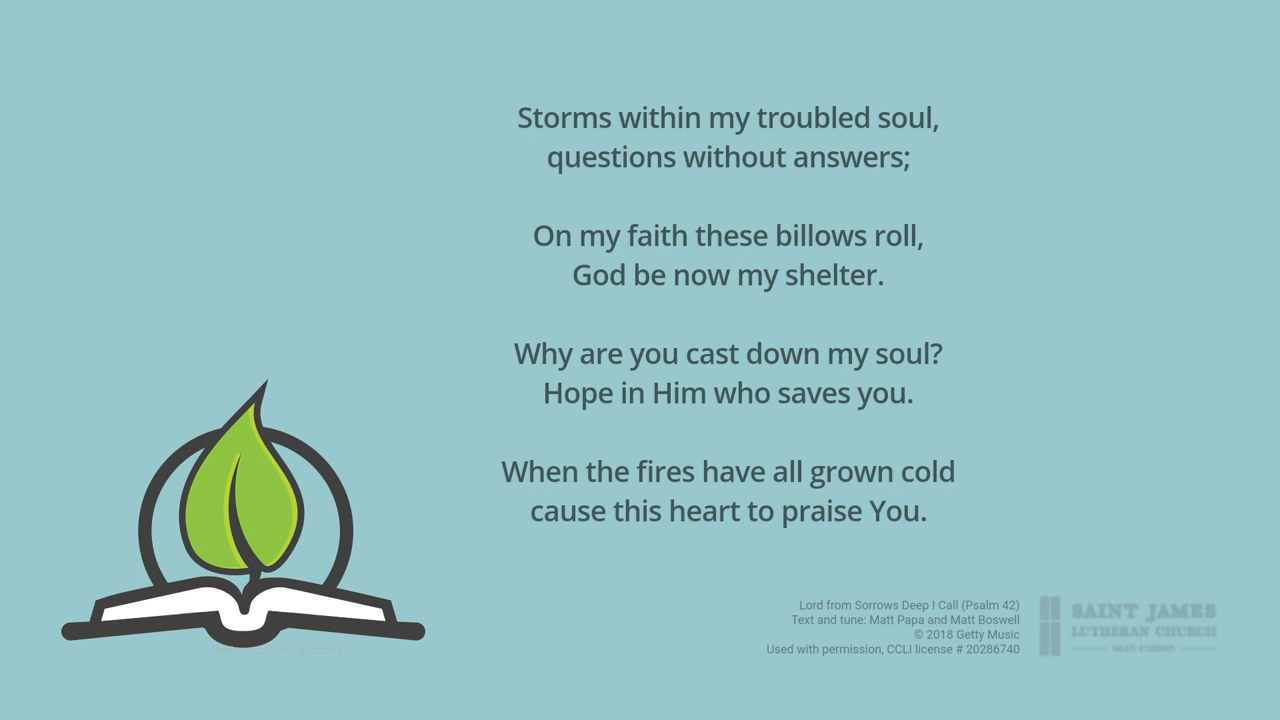 Storms within my troubled soul,
questions without answers;
On my faith these billows roll,
God be now my shelter.
Why are you cast down my soul?
Hope in Him who saves you.
When the fires have all grown cold
cause this heart to praise You.
Lord from Sorrows Deep I Call (Psalm 42)
Text and tune: Matt Papa and Matt Boswell
© 2018 Getty Music
Used with permission, CCLI license # 20286740
SAINT JAMES
LUTHERAN CHURCH